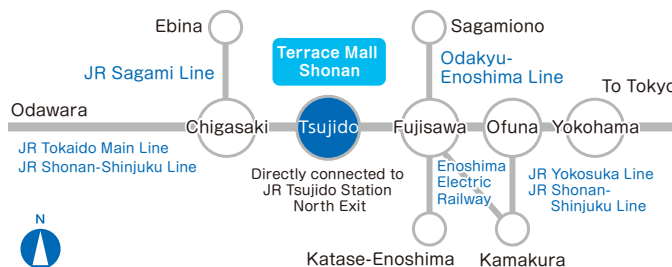 Ebina
Sagamiono
Terrace Mall
Shonan
Odakyu-
Enoshima Line
JR Sagami Line
To Tokyo
Odawara
Chigasaki
Tsujido
Fujisawa
Ofuna
Yokohama
JR Tokaido Main Line
JR Shonan-Shinjuku Line
Directly connected to
JR Tsujido Station
North Exit
Enoshima
Electric
Railway
JR Yokosuka Line
JR Shonan-
Shinjuku Line
N
Katase-Enoshima
Kamakura